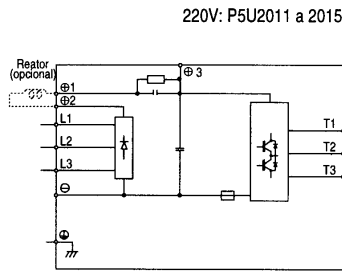 220V: P5U2011 a 2015
Reator
(opcional)
⊕1
⊕3
⊕2
L1
T1
L2
T2
L3
T3
⊖